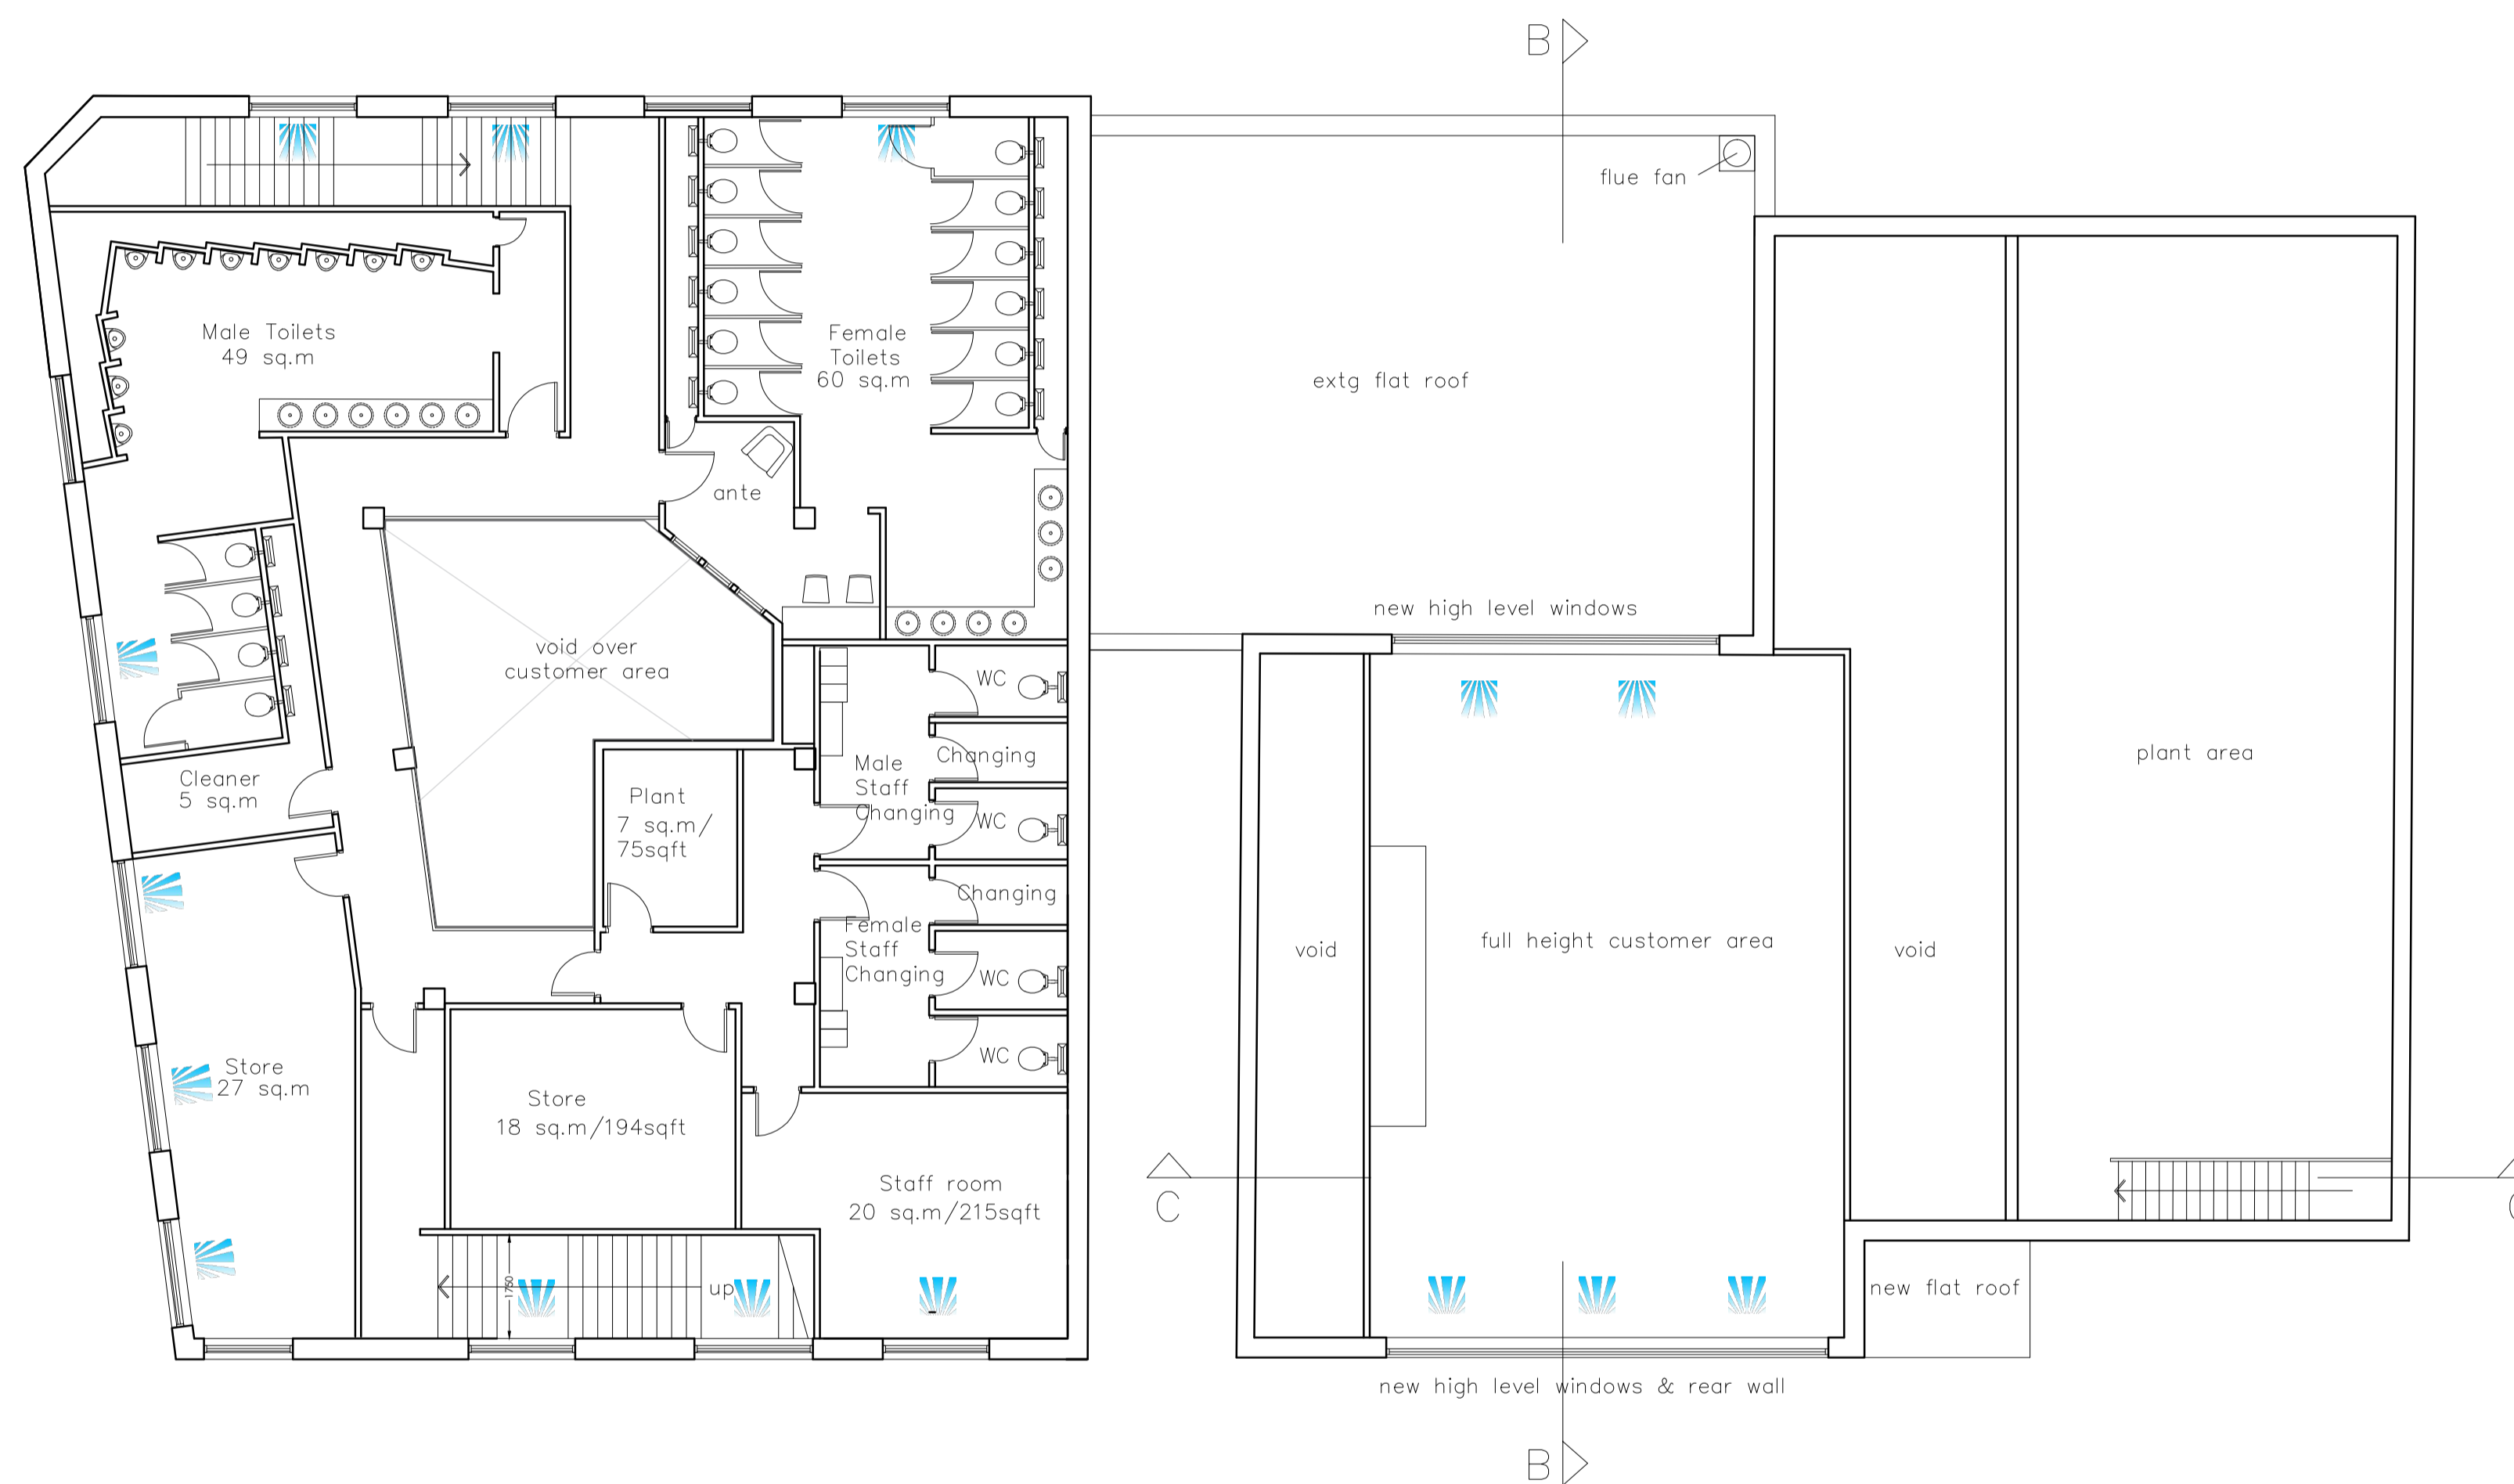 B
flue fan
Male Toilets
49 sq.m
Female
Toilets
60 sq.m
extg flat roof
ante
new high level windows
void over
customer area
WC
Changing
Male
Staff
Changing
WC
Cleaner
5 sq.m
Plant
7 sq.m/
75sqft
plant area
Changing
Female
Staff
Changing
WC
WC
void
full height customer area
void
Store
27 sq.m
Store
18 sq.m/194sqft
Staff room
20 sq.m/215sqft
C
1750
up
new flat roof
new high level windows & rear wall
B